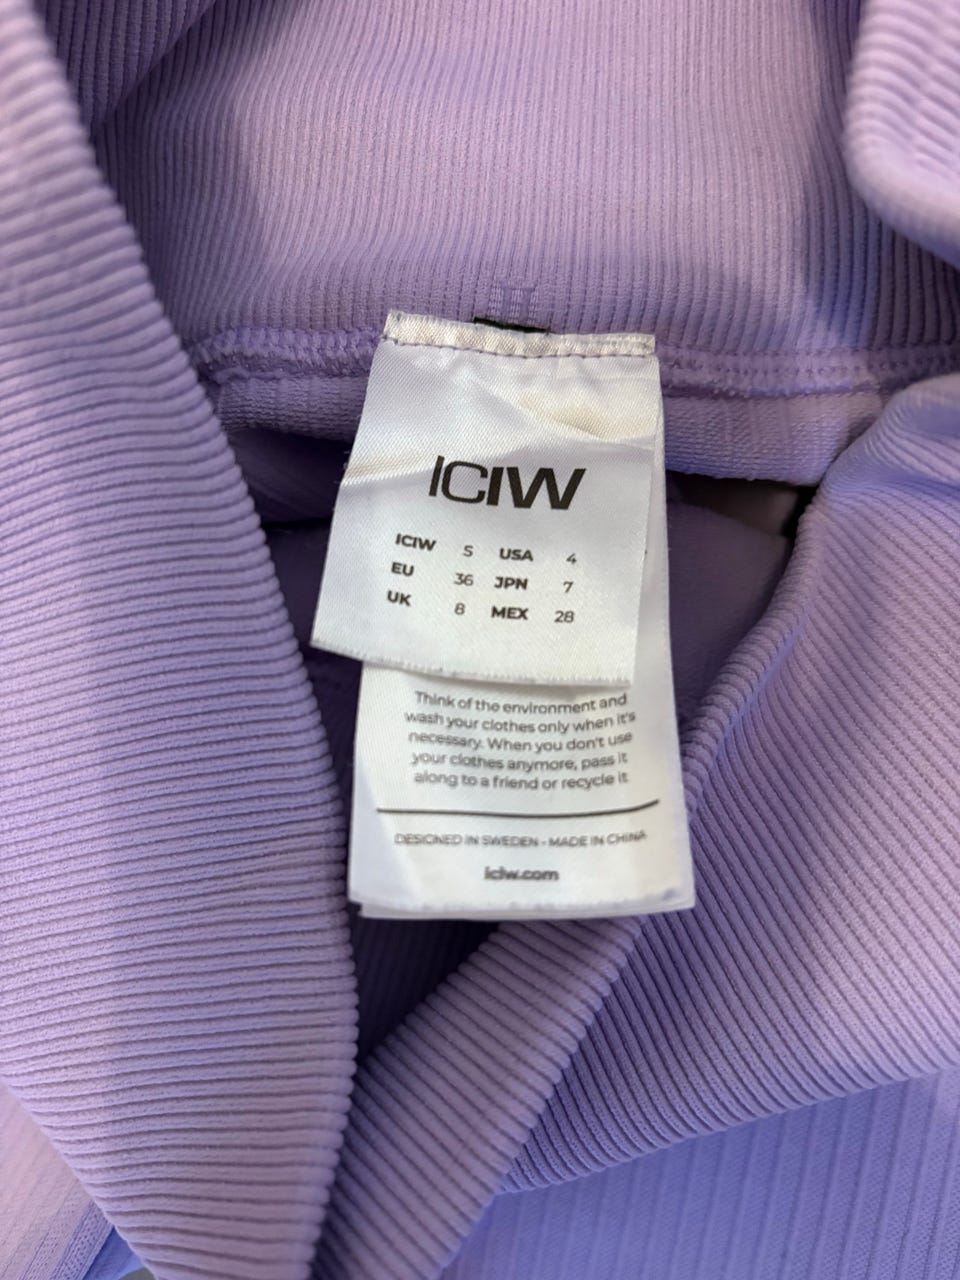 ICIW
ICIW S USA 4
EU 36 JPN 7
UK 8 MEX 28
Think of the environment and
wash your clothes only when it's
necessary. When you don't use
your clothes anymore, pass it
along to a friend or recycle it
DESIGNED IN SWEDEN - MADE IN CHINA
iciw.com